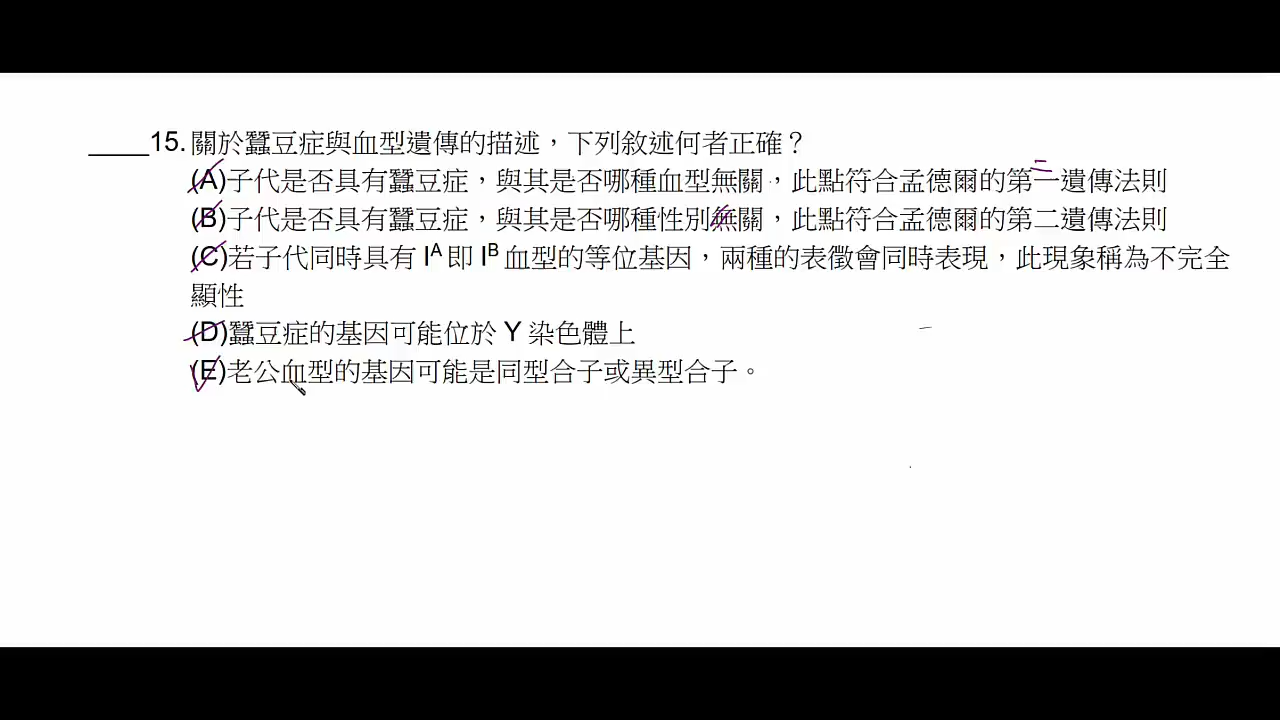 ____15. 關於蠶豆症與血型遺傳的描述，下列敘述何者正確？
(A)子代是否具有蠶豆症，與其是否哪種血型無關，此點符合孟德爾的第一遺傳法則
二
(B)子代是否具有蠶豆症，與其是否哪種性別無關，此點符合孟德爾的第二遺傳法則
(C)若子代同時具有 Iᴬ 即 Iᴮ 血型的等位基因，兩種的表徵會同時表現，此現象稱為不完全
顯性
(D)蠶豆症的基因可能位於 Y 染色體上
(E)老公血型的基因可能是同型合子或異型合子。